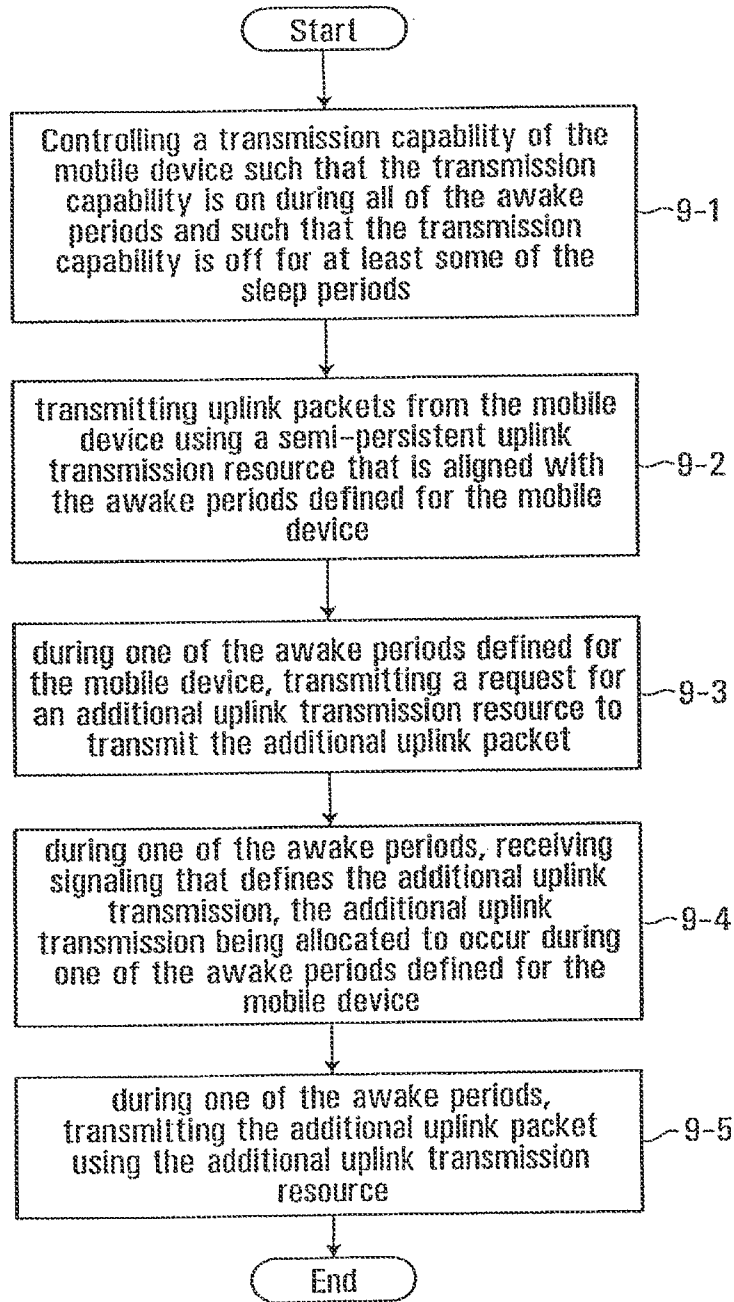 Start
Controlling a transmission capability of the
mobile device such that the transmission
capability is on during all of the awake
periods and such that the transmission
capability is off for at least some of the
sleep periods
9-1
transmitting uplink packets from the mobile
device using a semi-persistent uplink
transmission resource that is aligned with
the awake periods defined for the mobile
device
9-2
during one of the awake periods defined for
the mobile device, transmitting a request for
an additional uplink transmission resource to
transmit the additional uplink packet
9-3
during one of the awake periods, receiving
signaling that defines the additional uplink
transmission, the additional uplink
transmission being allocated to occur during
one of the awake periods defined for the
mobile device
9-4
during one of the awake periods,
transmitting the additional uplink packet
using the additional uplink transmission
resource
9-5
End